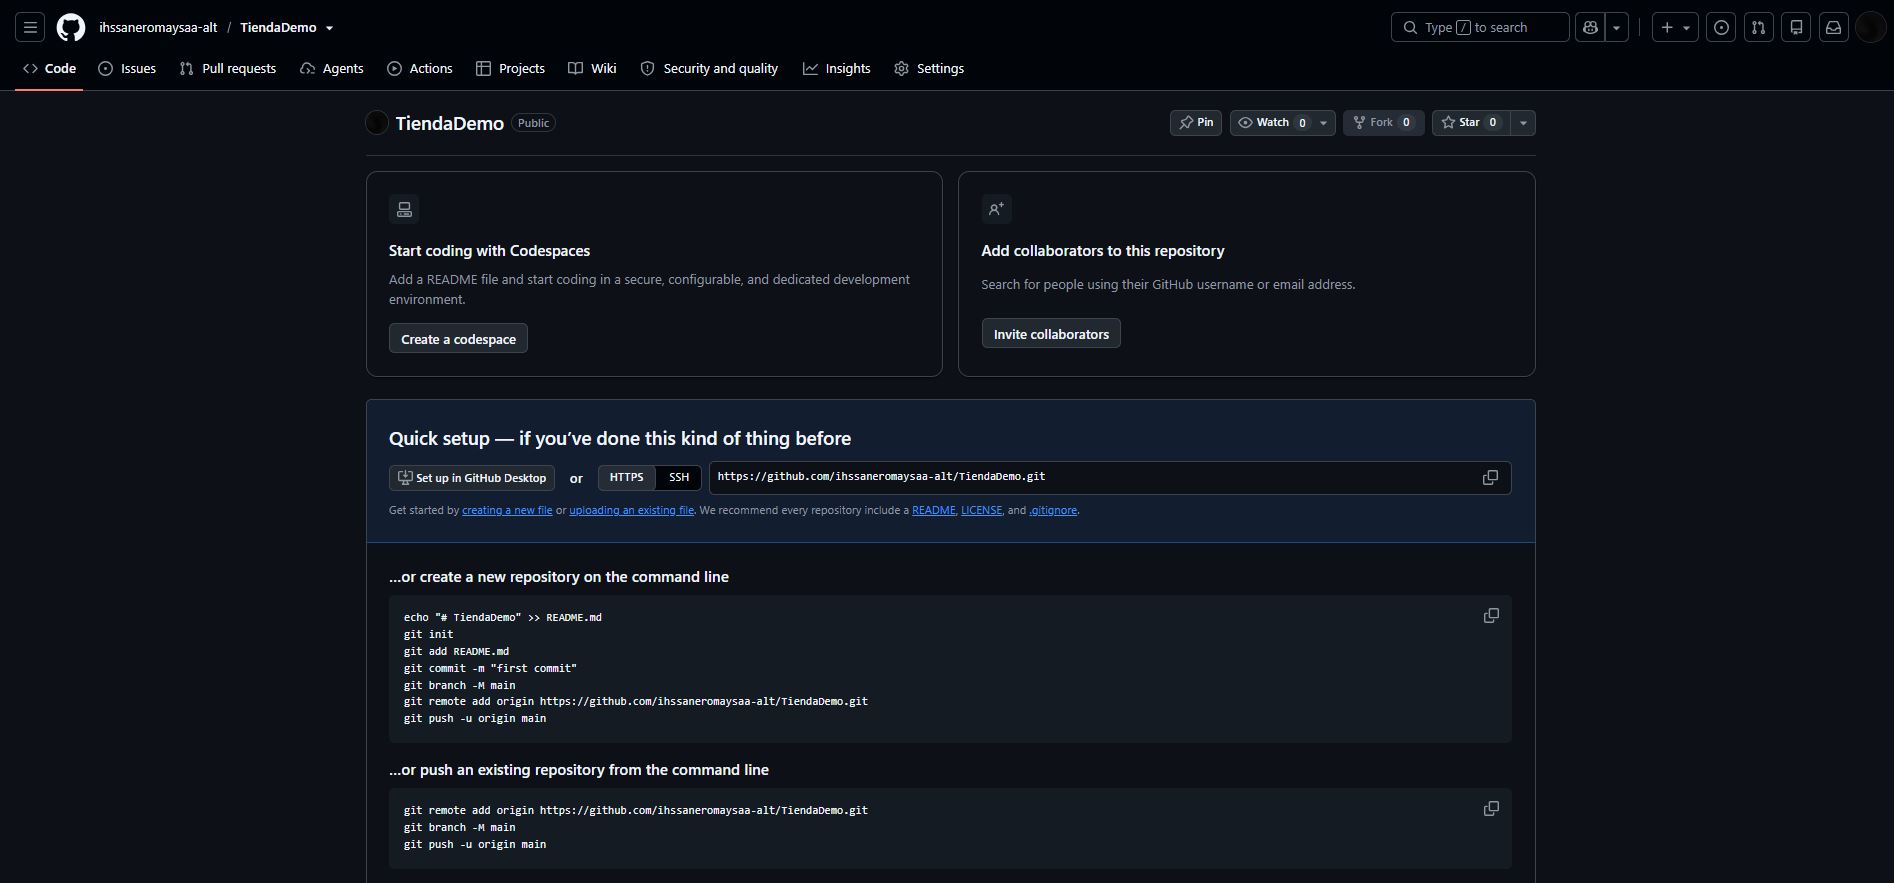 ihssaneromaysaa-alt / TiendaDemo
Type / to search
Code Issues Pull requests Agents Actions Projects Wiki Security and quality Insights Settings
TiendaDemo Public
Pin Watch 0 Fork 0 Star 0
Start coding with Codespaces
Add a README file and start coding in a secure, configurable, and dedicated development
environment.
Create a codespace
Add collaborators to this repository
Search for people using their GitHub username or email address.
Invite collaborators
Quick setup — if you’ve done this kind of thing before
Set up in GitHub Desktop or HTTPS SSH https://github.com/ihssaneromaysaa-alt/TiendaDemo.git
Get started by creating a new file or uploading an existing file. We recommend every repository include a README, LICENSE, and .gitignore.
…or create a new repository on the command line
echo "# TiendaDemo" >> README.md
git init
git add README.md
git commit -m "first commit"
git branch -M main
git remote add origin https://github.com/ihssaneromaysaa-alt/TiendaDemo.git
git push -u origin main
…or push an existing repository from the command line
git remote add origin https://github.com/ihssaneromaysaa-alt/TiendaDemo.git
git branch -M main
git push -u origin main